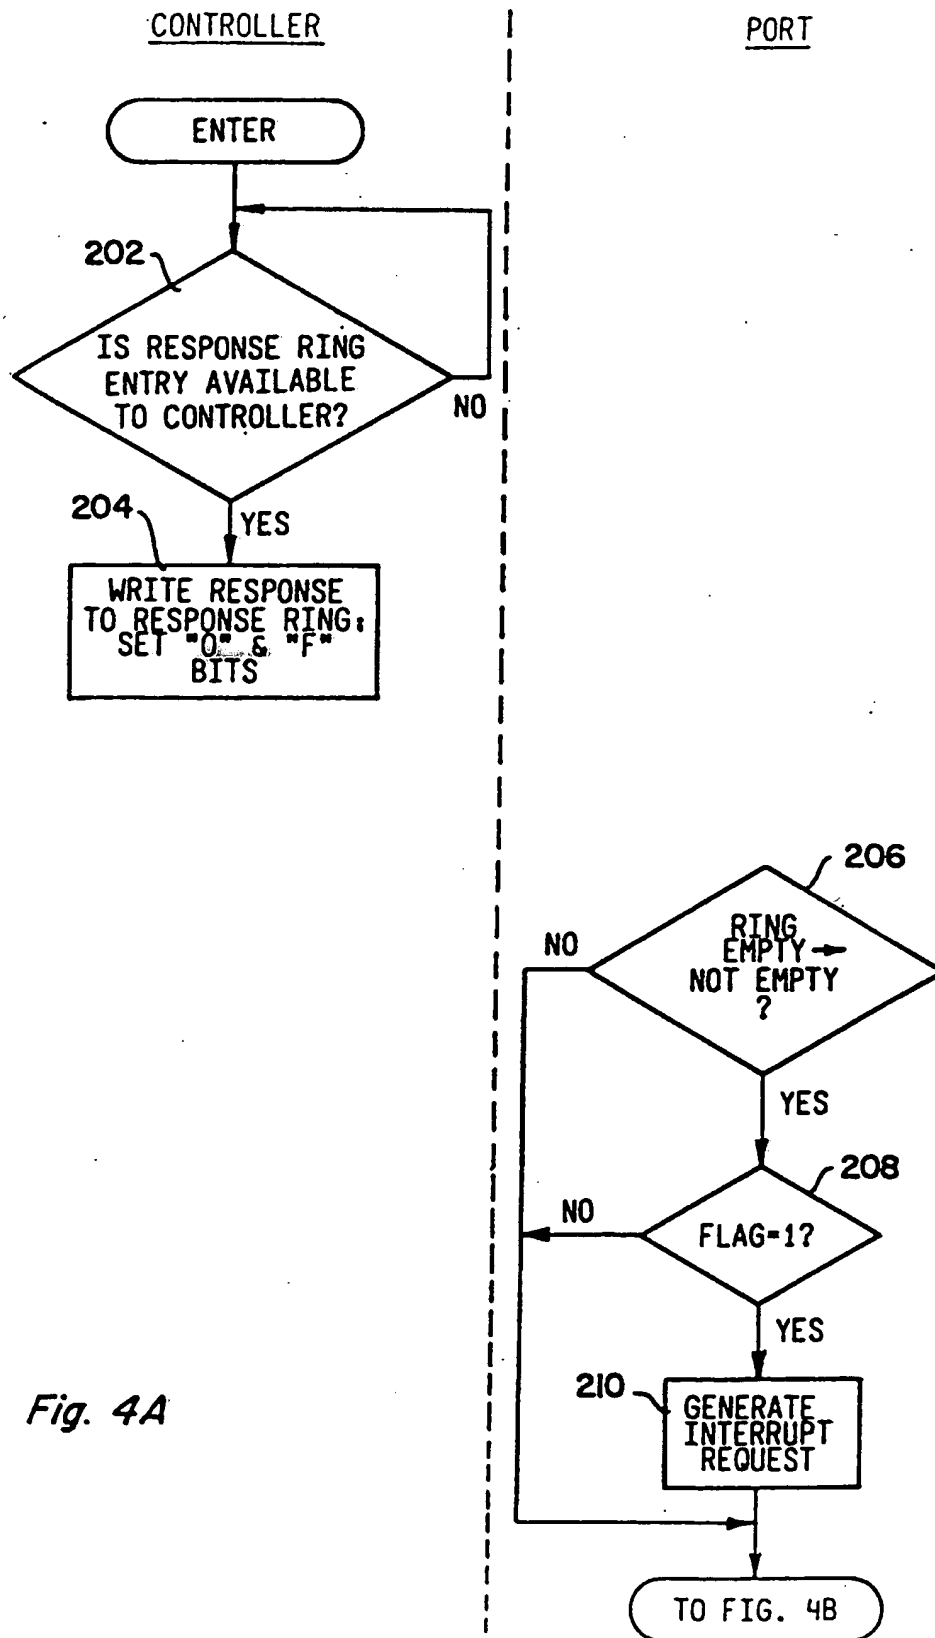 CONTROLLER
PORT
ENTER
202
IS RESPONSE RING
ENTRY AVAILABLE
TO CONTROLLER?
NO
204
YES
WRITE RESPONSE
TO RESPONSE RING:
SET "O" & "F"
BITS
206
RING
EMPTY →
NOT EMPTY
?
NO
YES
208
FLAG=1?
NO
YES
210
GENERATE
INTERRUPT
REQUEST
Fig. 4A
TO FIG. 4B